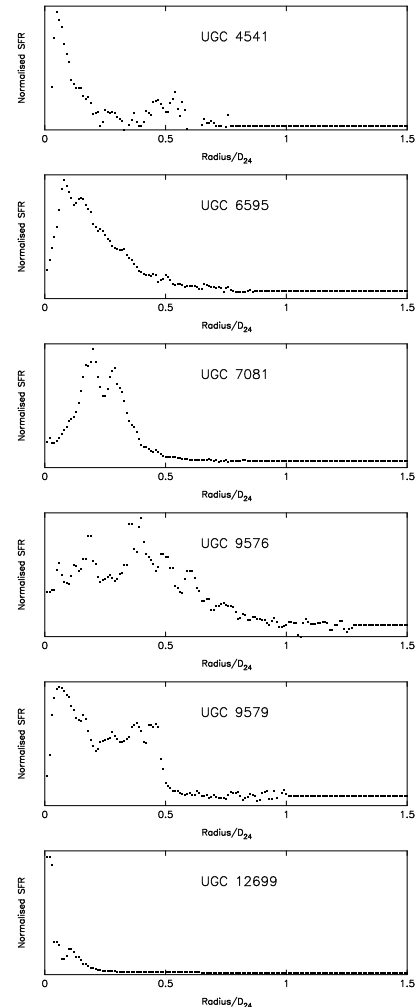 UGC 4541
Normalised SFR
0 0.5 1 1.5
Radius/D24
UGC 6595
Normalised SFR
0 0.5 1 1.5
Radius/D24
UGC 7081
Normalised SFR
0 0.5 1 1.5
Radius/D24
UGC 9576
Normalised SFR
0 0.5 1 1.5
Radius/D24
UGC 9579
Normalised SFR
0 0.5 1 1.5
Radius/D24
UGC 12699
Normalised SFR
0 0.5 1 1.5
Radius/D24